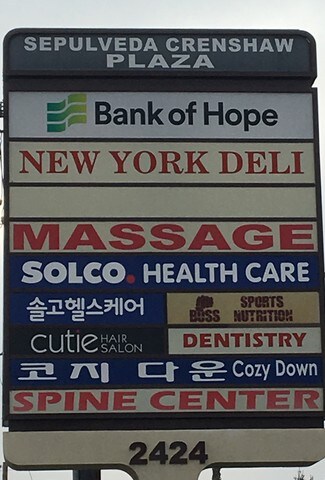 SEPULVEDA CRENSHAW
PLAZA
Bank of Hope
NEW YORK DELI
MASSAGE
SOLCO. HEALTH CARE
솔고헬스케어
BOSS SPORTS
NUTRITION
cutie HAIR
SALON
DENTISTRY
코지 다운 Cozy Down
SPINE CENTER
2424